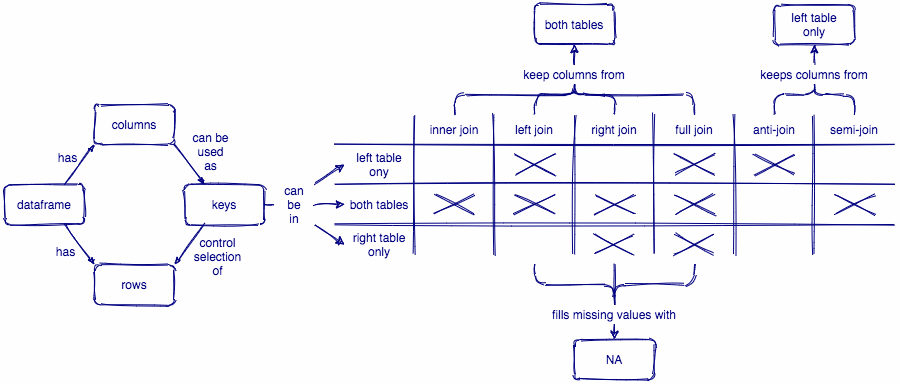 both tables
left table
only
keep columns from
keeps columns from
columns
can be
used
as
has
inner join
left join
right join
full join
anti-join
semi-join
left table
ony
dataframe
keys
can
be
in
both tables
has
control
selection
of
right table
only
rows
fills missing values with
NA